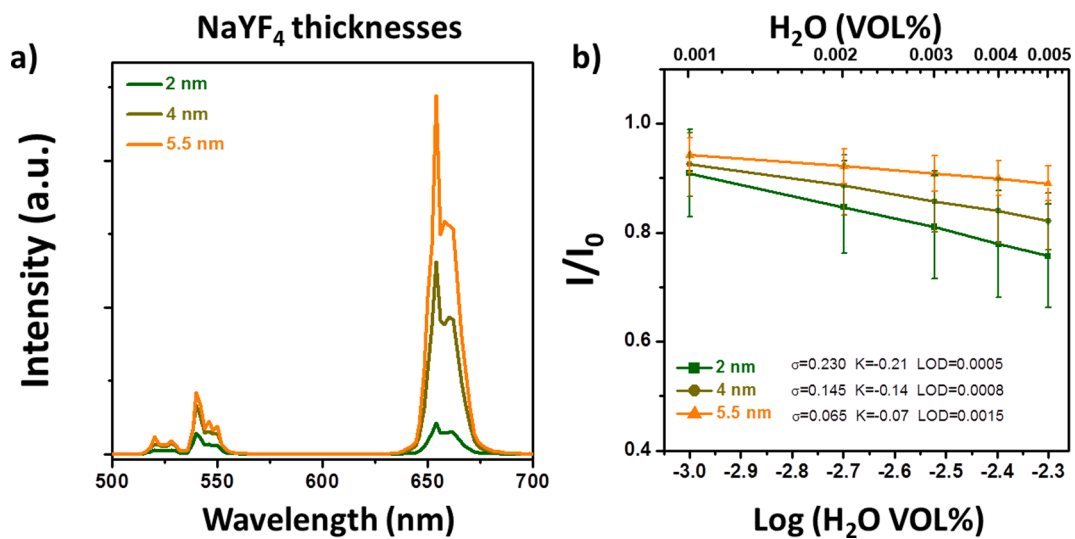 NaYF4 thicknesses
a)
2 nm
4 nm
5.5 nm
Intensity (a.u.)
500 550 600 650 700
Wavelength (nm)
b)
H2O (VOL%)
0.001 0.002 0.003 0.004 0.005
1.0
0.8
0.6
0.4
I/I0
2 nm σ=0.230 K=-0.21 LOD=0.0005
4 nm σ=0.145 K=-0.14 LOD=0.0008
5.5 nm σ=0.065 K=-0.07 LOD=0.0015
-3.0 -2.9 -2.8 -2.7 -2.6 -2.5 -2.4 -2.3
Log (H2O VOL%)